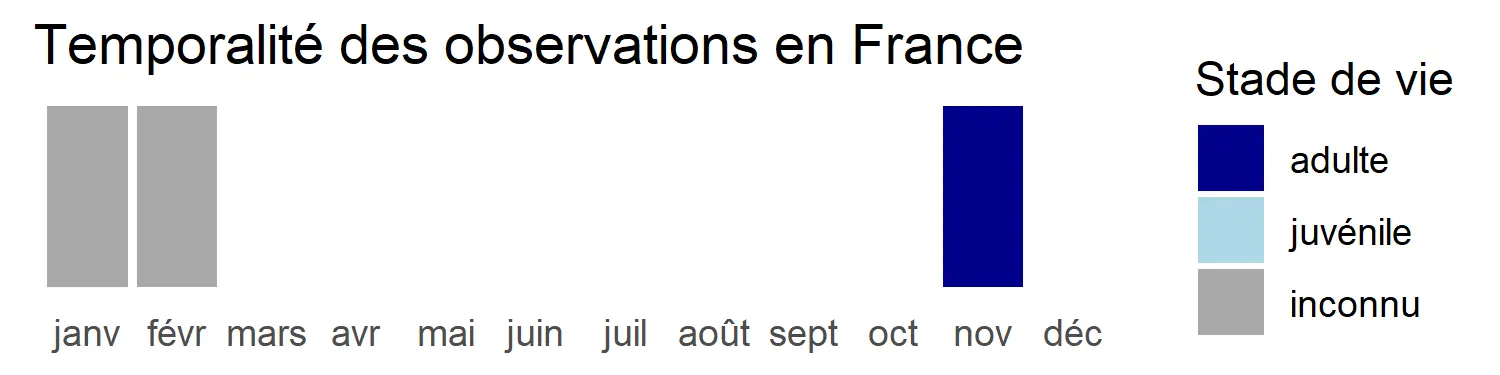 Temporalité des observations en France
janv févr mars avr mai juin juil août sept oct nov déc
Stade de vie
adulte
juvénile
inconnu